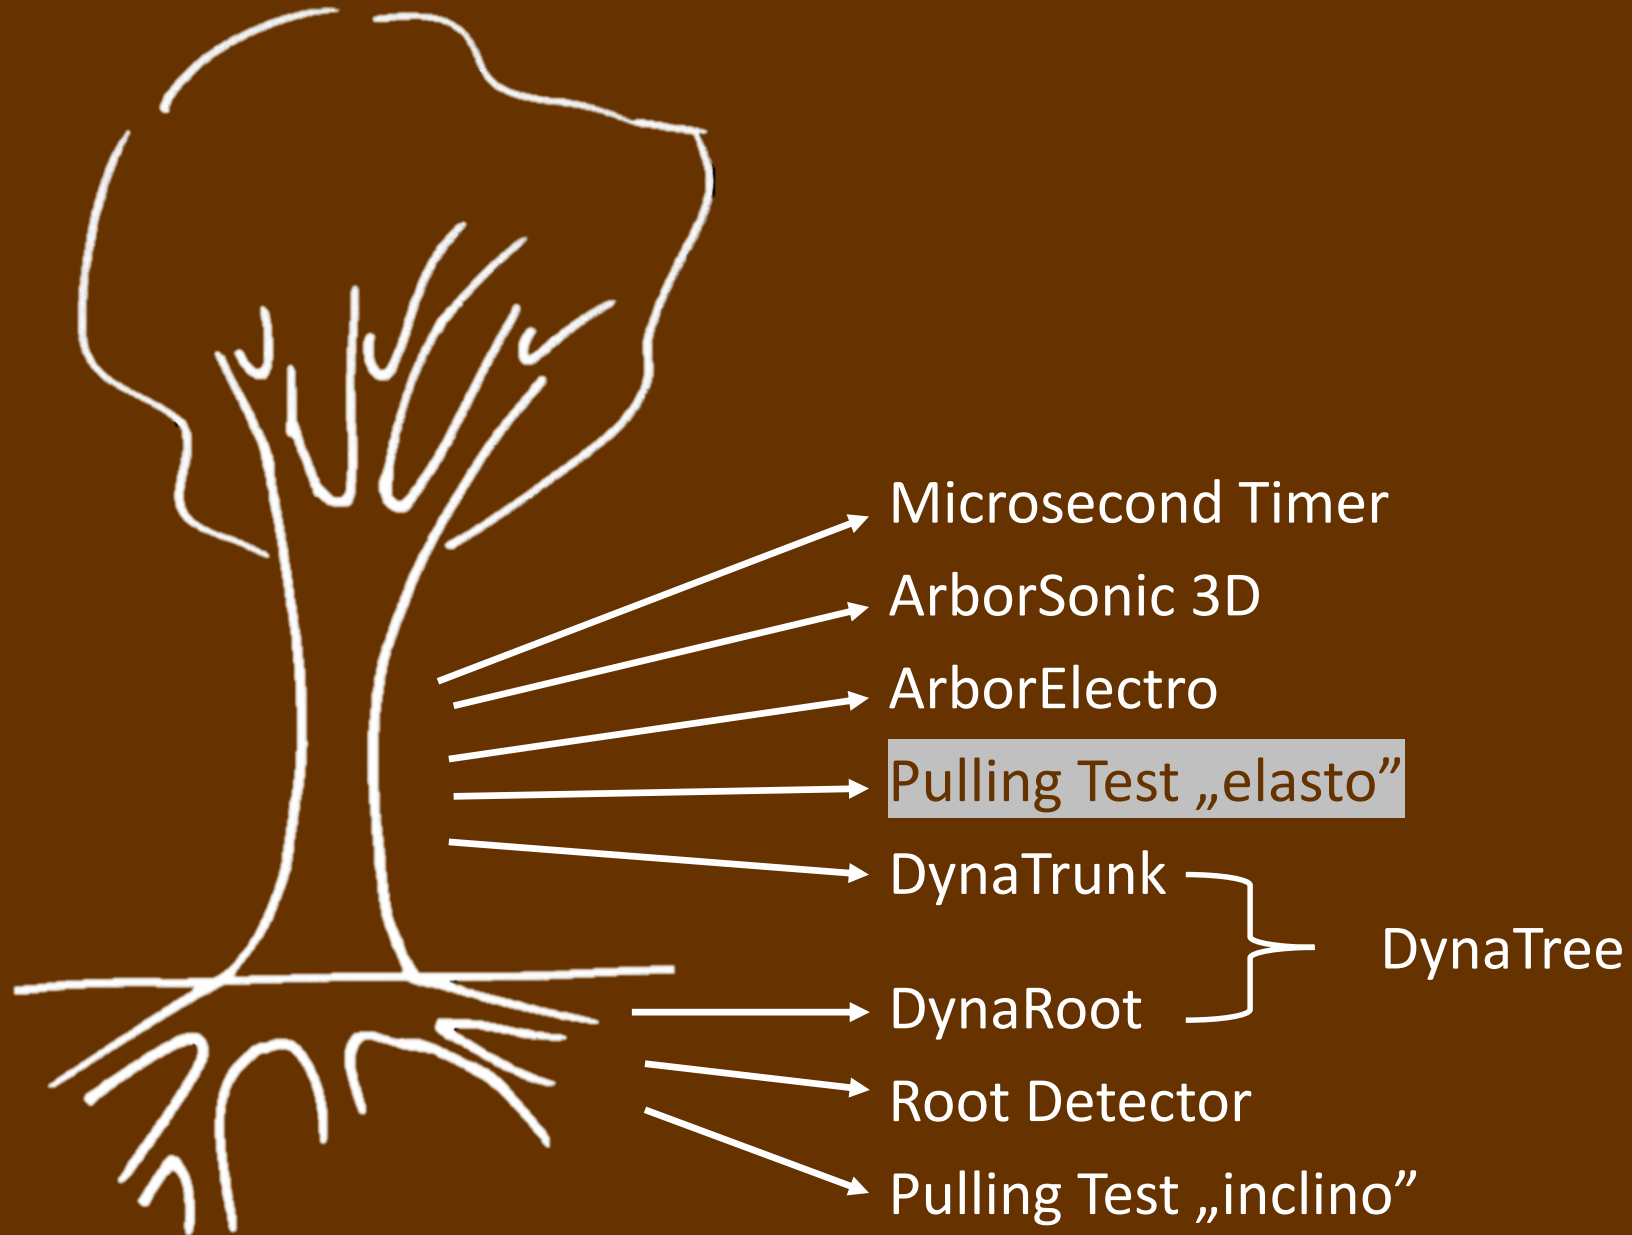 Microsecond Timer
ArborSonic 3D
ArborElectro
Pulling Test „elasto”
DynaTrunk
DynaTree
DynaRoot
Root Detector
Pulling Test „inclino”